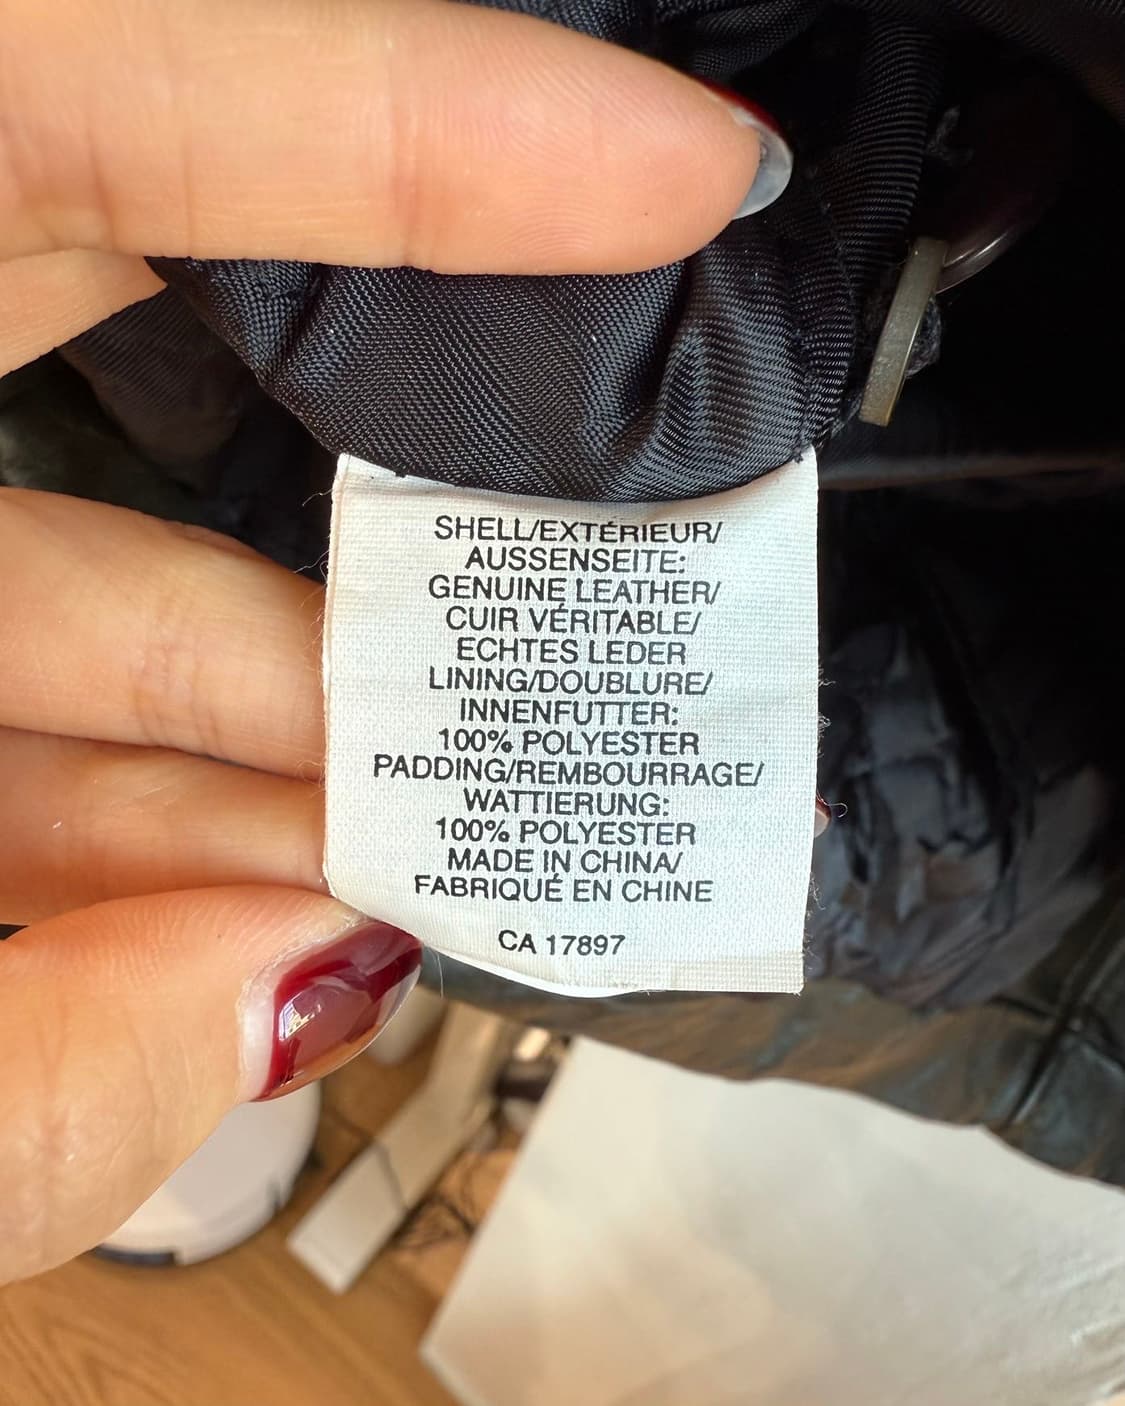 SHELL/EXTÉRIEUR/
AUSSENSEITE:
GENUINE LEATHER/
CUIR VÉRITABLE/
ECHTES LEDER
LINING/DOUBLURE/
INNENFUTTER:
100% POLYESTER
PADDING/REMBOURRAGE/
WATTIERUNG:
100% POLYESTER
MADE IN CHINA/
FABRIQUÉ EN CHINE
CA 17897